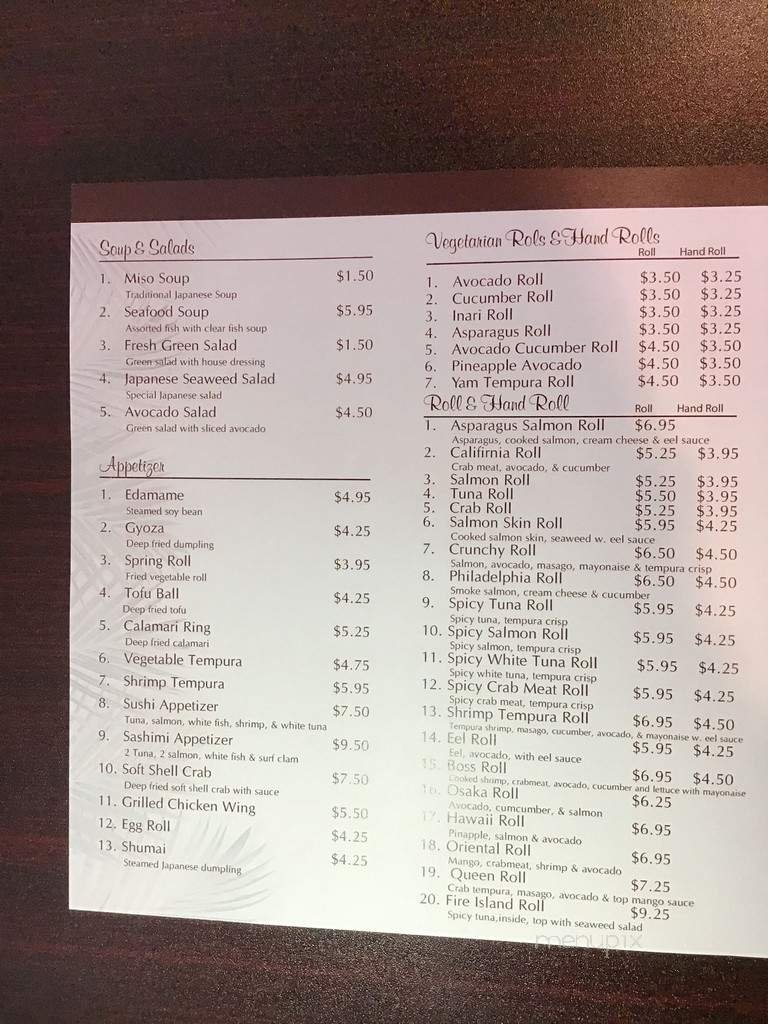 Soup & Salads
1. Miso Soup $1.50
Traditional Japanese Soup
2. Seafood Soup $5.95
Assorted fish with clear fish soup
3. Fresh Green Salad $1.50
Green salad with house dressing
4. Japanese Seaweed Salad $4.95
Special Japanese salad
5. Avocado Salad $4.50
Green salad with sliced avocado
Appetizer
1. Edamame $4.95
Steamed soy bean
2. Gyoza $4.25
Deep fried dumpling
3. Spring Roll $3.95
Fried vegetable roll
4. Tofu Ball $4.25
Deep fried tofu
5. Calamari Ring $5.25
Deep fried calamari
6. Vegetable Tempura $4.75
7. Shrimp Tempura $5.95
8. Sushi Appetizer $7.50
Tuna, salmon, white fish, shrimp, & white tuna
9. Sashimi Appetizer $9.50
2 Tuna, 2 salmon, white fish & surf clam
10. Soft Shell Crab $7.50
Deep fried soft shell crab with sauce
11. Grilled Chicken Wing $5.50
12. Egg Roll $4.25
13. Shumai $4.25
Steamed Japanese dumpling
Vegetarian Rols & Hand Rolls
Roll Hand Roll
1. Avocado Roll $3.50 $3.25
2. Cucumber Roll $3.50 $3.25
3. Inari Roll $3.50 $3.25
4. Asparagus Roll $3.50 $3.25
5. Avocado Cucumber Roll $4.50 $3.50
6. Pineapple Avocado $4.50 $3.50
7. Yam Tempura Roll $4.50 $3.50
Roll & Hand Roll Roll Hand Roll
1. Asparagus Salmon Roll $6.95
Asparagus, cooked salmon, cream cheese & eel sauce
2. Califirnia Roll $5.25 $3.95
Crab meat, avocado, & cucumber
3. Salmon Roll $5.25 $3.95
4. Tuna Roll $5.50 $3.95
5. Crab Roll $5.25 $3.95
6. Salmon Skin Roll $5.95 $4.25
Cooked salmon skin, seaweed w. eel sauce
7. Crunchy Roll $6.50 $4.50
Salmon, avocado, masago, mayonaise & tempura crisp
8. Philadelphia Roll $6.50 $4.50
Smoke salmon, cream cheese & cucumber
9. Spicy Tuna Roll $5.95 $4.25
Spicy tuna, tempura crisp
10. Spicy Salmon Roll $5.95 $4.25
Spicy salmon, tempura crisp
11. Spicy White Tuna Roll $5.95 $4.25
Spicy white tuna, tempura crisp
12. Spicy Crab Meat Roll $5.95 $4.25
Spicy crab meat, tempura crisp
13. Shrimp Tempura Roll $6.95 $4.50
Tempura shrimp, masago, cucumber, avocado, & mayonaise w. eel sauce
14. Eel Roll $5.95 $4.25
Eel, avocado, with eel sauce
15. Boss Roll $6.95 $4.50
Cooked shrimp, crabmeat, avocado, cucumber and lettuce with mayonaise
16. Osaka Roll $6.25
Avocado, cumcumber, & salmon
17. Hawaii Roll $6.95
Pinapple, salmon & avocado
18. Oriental Roll $6.95
Mango, crabmeat, shrimp & avocado
19. Queen Roll $7.25
Crab tempura, masago, avocado & top mango sauce
20. Fire Island Roll $9.25
Spicy tuna,inside, top with seaweed salad
menupix